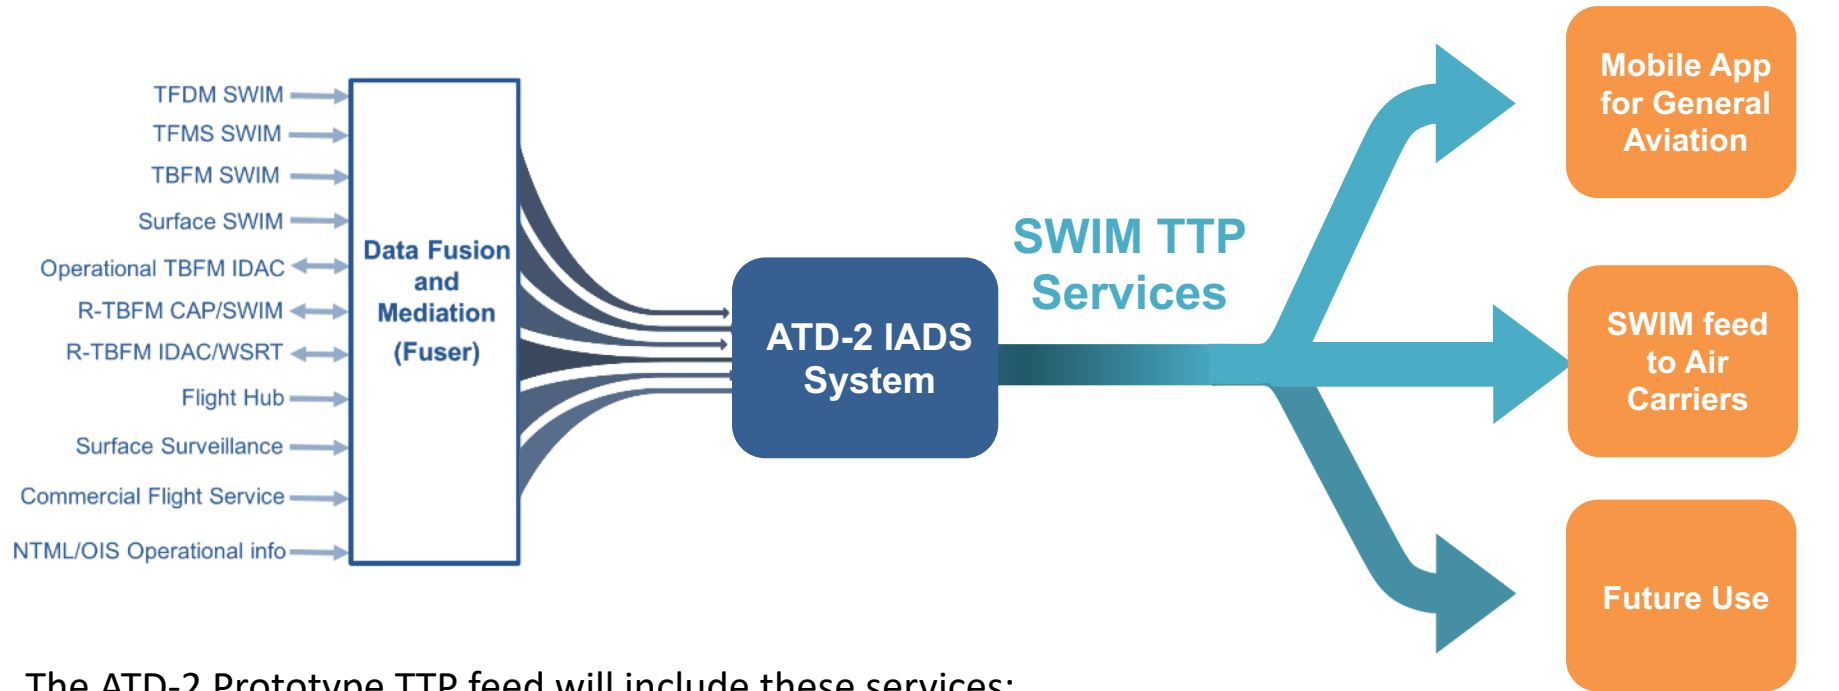 TFDM SWIM
TFMS SWIM
TBFM SWIM
Surface SWIM
Operational TBFM IDAC
R-TBFM CAP/SWIM
R-TBFM IDAC/WSRT
Flight Hub
Surface Surveillance
Commercial Flight Service
NTML/OIS Operational info
Data Fusion
and
Mediation
(Fuser)
ATD-2 IADS
System
SWIM TTP
Services
Mobile App
for General
Aviation
SWIM feed
to Air
Carriers
Future Use
The ATD-2 Prototype TTP feed will include these services: